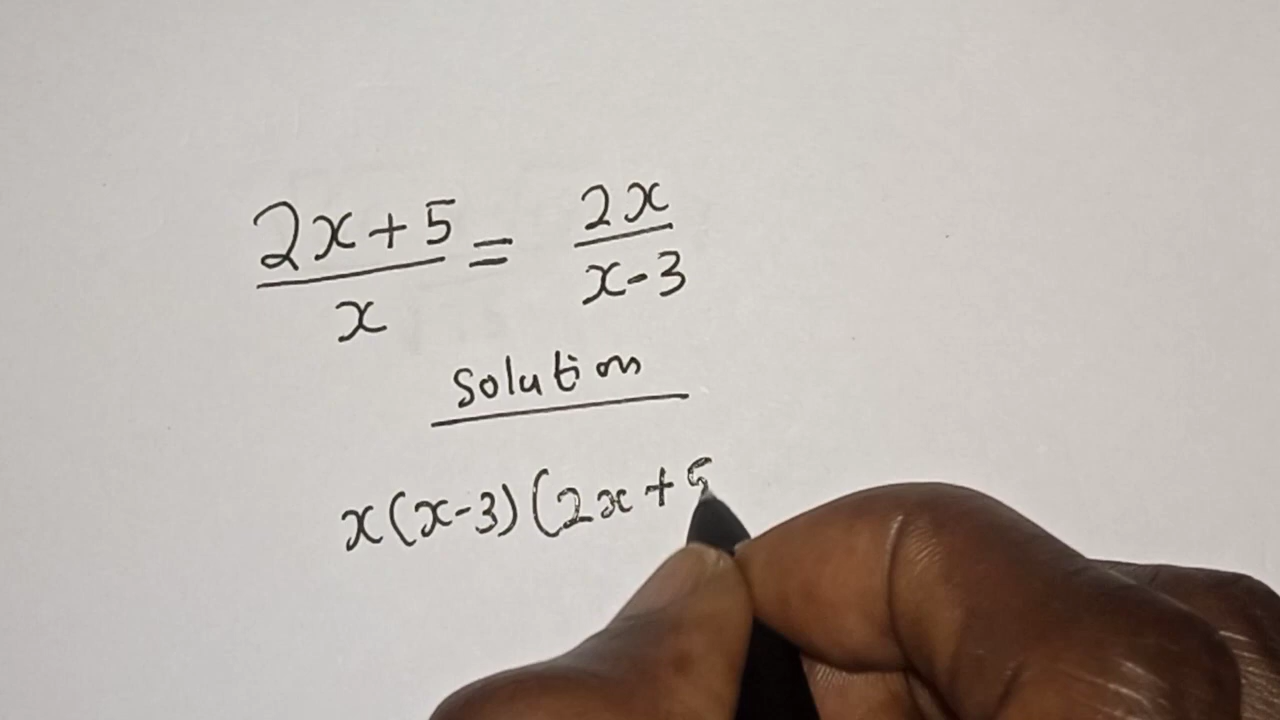 2x+5 = 2x
x x-3
Solution
x(x-3)(2x+5